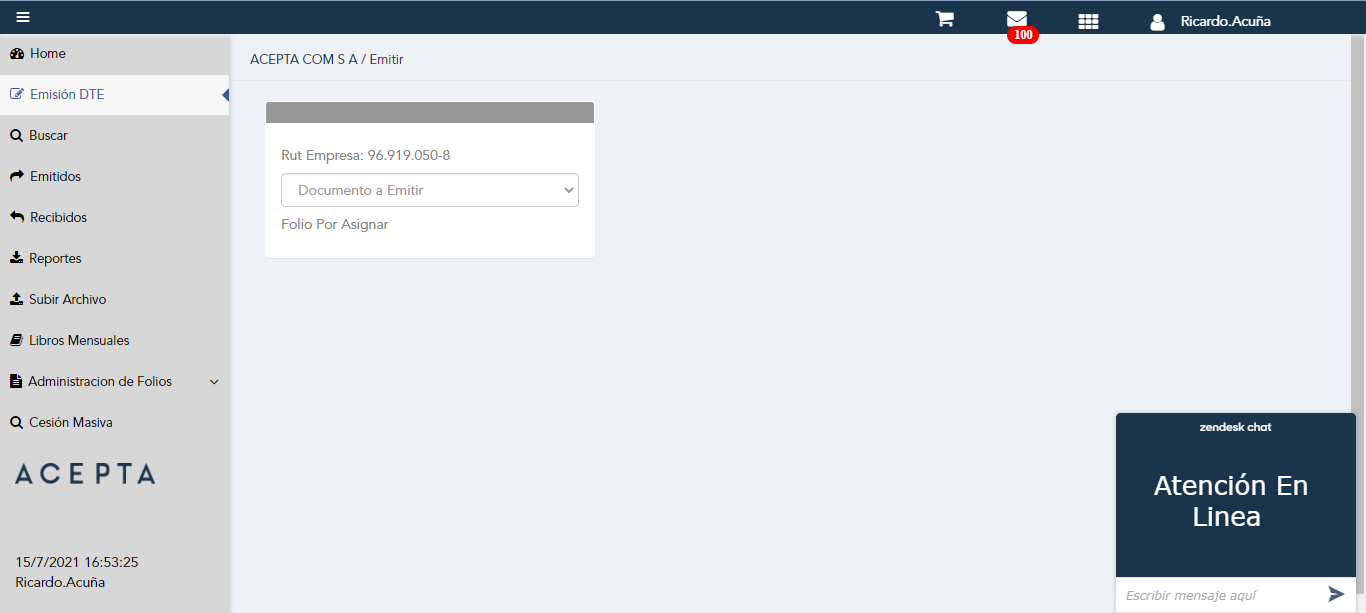 Ricardo.Acuña
100
Home
Emisión DTE
Buscar
Emitidos
Recibidos
Reportes
Subir Archivo
Libros Mensuales
Administracion de Folios
Cesión Masiva
ACEPTA
15/7/2021 16:53:25
Ricardo.Acuña
ACEPTA COM S A / Emitir
Rut Empresa: 96.919.050-8
Documento a Emitir
Folio Por Asignar
zendesk chat
Atención En
Linea
Escribir mensaje aquí